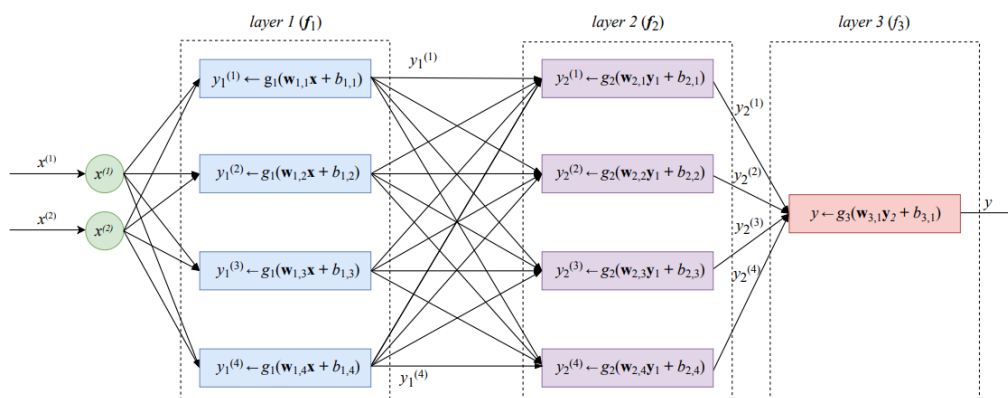 layer 1 (f₁)
layer 2 (f₂)
layer 3 (f₃)
y₁⁽¹⁾ ← g₁(w₁,₁x + b₁,₁)
y₁⁽¹⁾
y₂⁽¹⁾ ← g₂(w₂,₁y₁ + b₂,₁)
y₂⁽¹⁾
x⁽¹⁾
x⁽¹⁾
y₁⁽²⁾ ← g₁(w₁,₂x + b₁,₂)
y₂⁽²⁾ ← g₂(w₂,₂y₁ + b₂,₂)
y₂⁽²⁾
x⁽²⁾
x⁽²⁾
y ← g₃(w₃,₁y₂ + b₃,₁)
y
y₁⁽³⁾ ← g₁(w₁,₃x + b₁,₃)
y₂⁽³⁾ ← g₂(w₂,₃y₁ + b₂,₃)
y₂⁽³⁾
y₂⁽⁴⁾
y₁⁽⁴⁾ ← g₁(w₁,₄x + b₁,₄)
y₁⁽⁴⁾
y₂⁽⁴⁾ ← g₂(w₂,₄y₁ + b₂,₄)